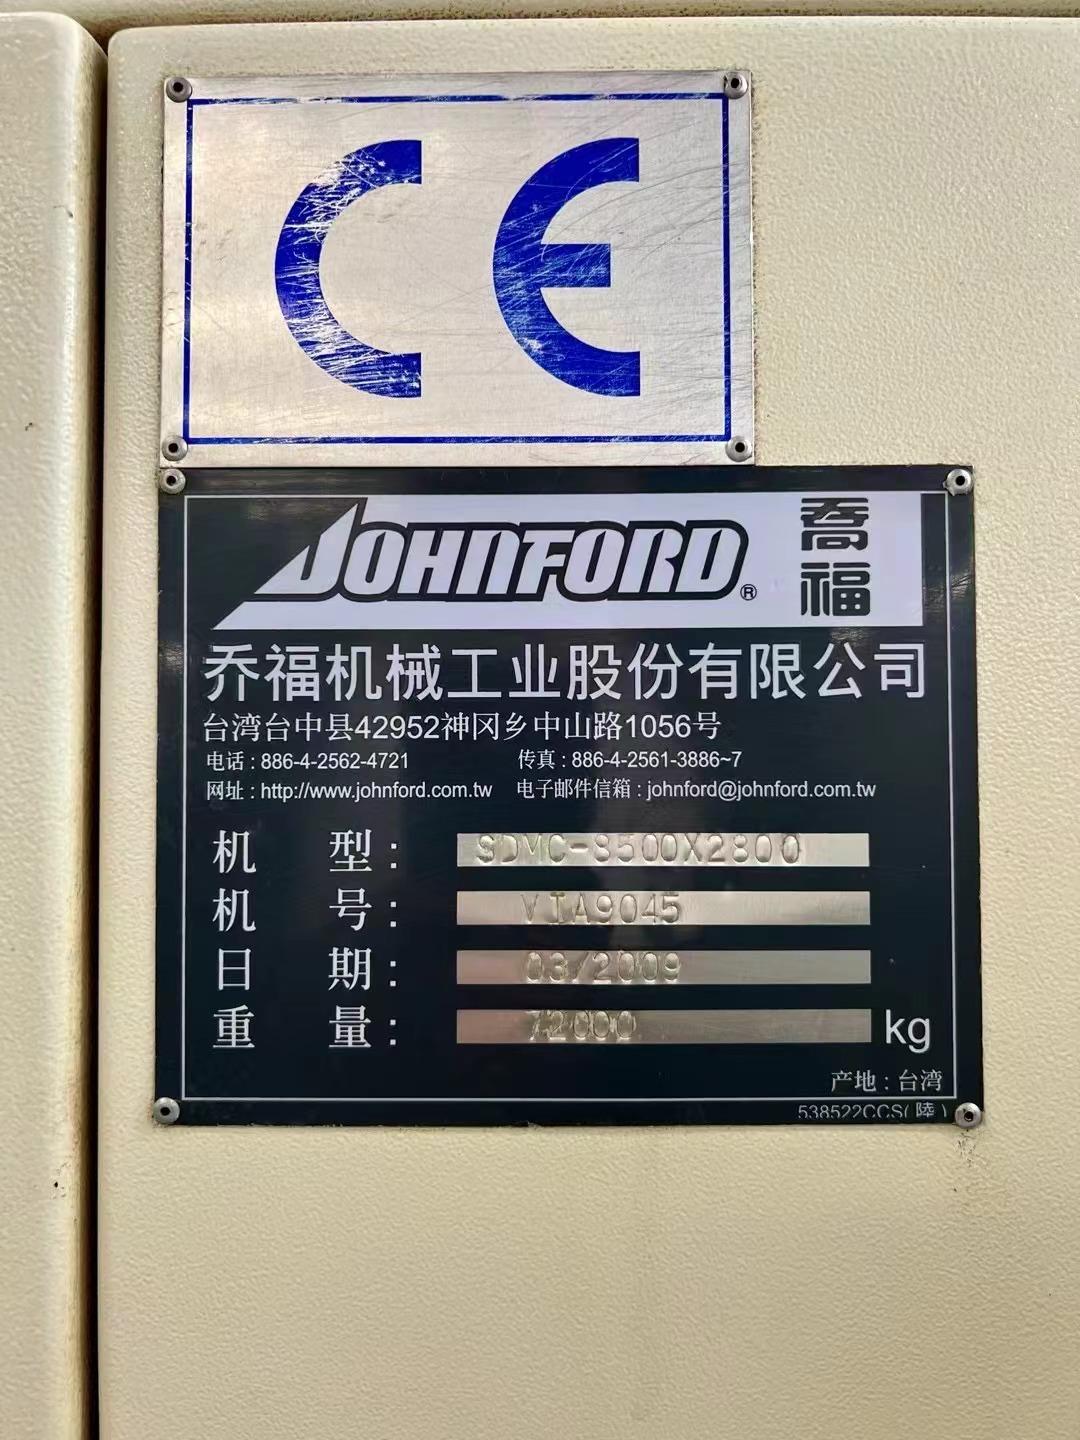 CE
JOHNFORD® 喬福
乔福机械工业股份有限公司
台湾台中县42952神冈乡中山路1056号
电话：886-4-2562-4721 传真：886-4-2561-3886~7
网址：http://www.johnford.com.tw 电子邮件信箱：johnford@johnford.com.tw
机 型：SDMC-8500X2800
机 号：VIA9045
日 期：03/2009
重 量：72000 kg
产地：台湾
538522CCS(陸)